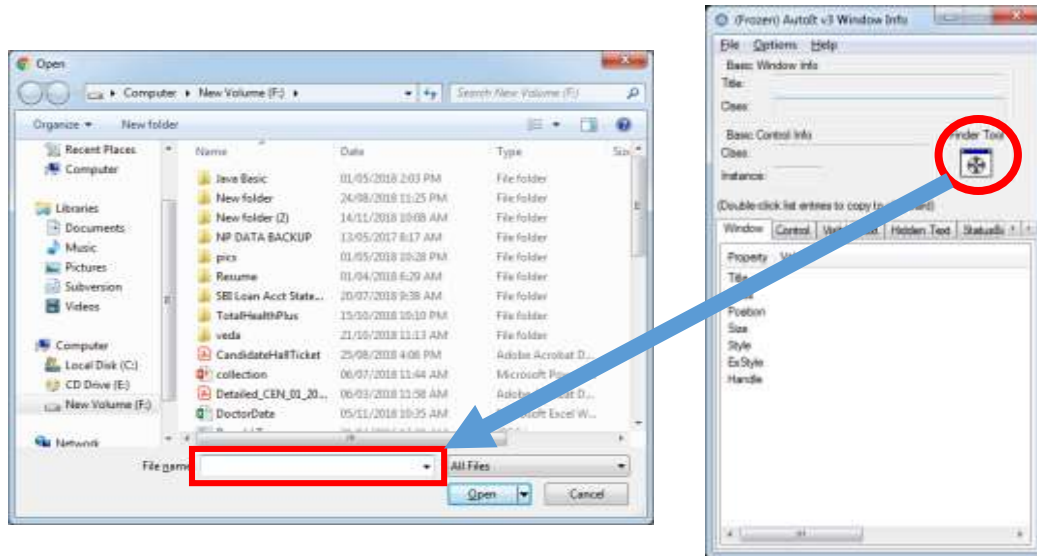 Open
Computer
New Volume (F:)
Search New Volume (F:)
Organize
New folder
Recent Places
Computer
Libraries
Documents
Music
Pictures
Subversion
Videos
Computer
Local Disk (C:)
CD Drive (E:)
New Volume (F:)
Network
Name Date Type
Java Basic 01/05/2018 2:03 PM File folder
New folder 24/08/2018 11:25 PM File folder
New folder (2) 14/11/2018 10:08 AM File folder
NP DATA BACKUP 13/05/2017 8:17 AM File folder
pics 01/05/2018 10:28 PM File folder
Resume 01/04/2018 6:29 AM File folder
SBI Loan Acct State... 20/07/2018 9:38 AM File folder
TotalHealthPlus 15/10/2018 10:10 PM File folder
veda 21/10/2018 11:13 AM File folder
CandidateHallTicket 25/08/2018 4:08 PM Adobe Acrobat D...
collection 06/07/2018 11:44 AM Microsoft
Detailed_CEN_01_20... 06/03/2018 11:58 AM
DoctorData 05/11/2018 10:35 AM Excel W...
File name
All Files
Open
Cancel
(Frozen) AutoIt v3 Window Info
File Options Help
Basic Window Info
Title:
Class:
Basic Control Info
Finder Tool
Class:
Instance:
(Double-click list entries to copy to
Window Control Hidden Text
Property
Position
Size
Style
ExStyle
Handle